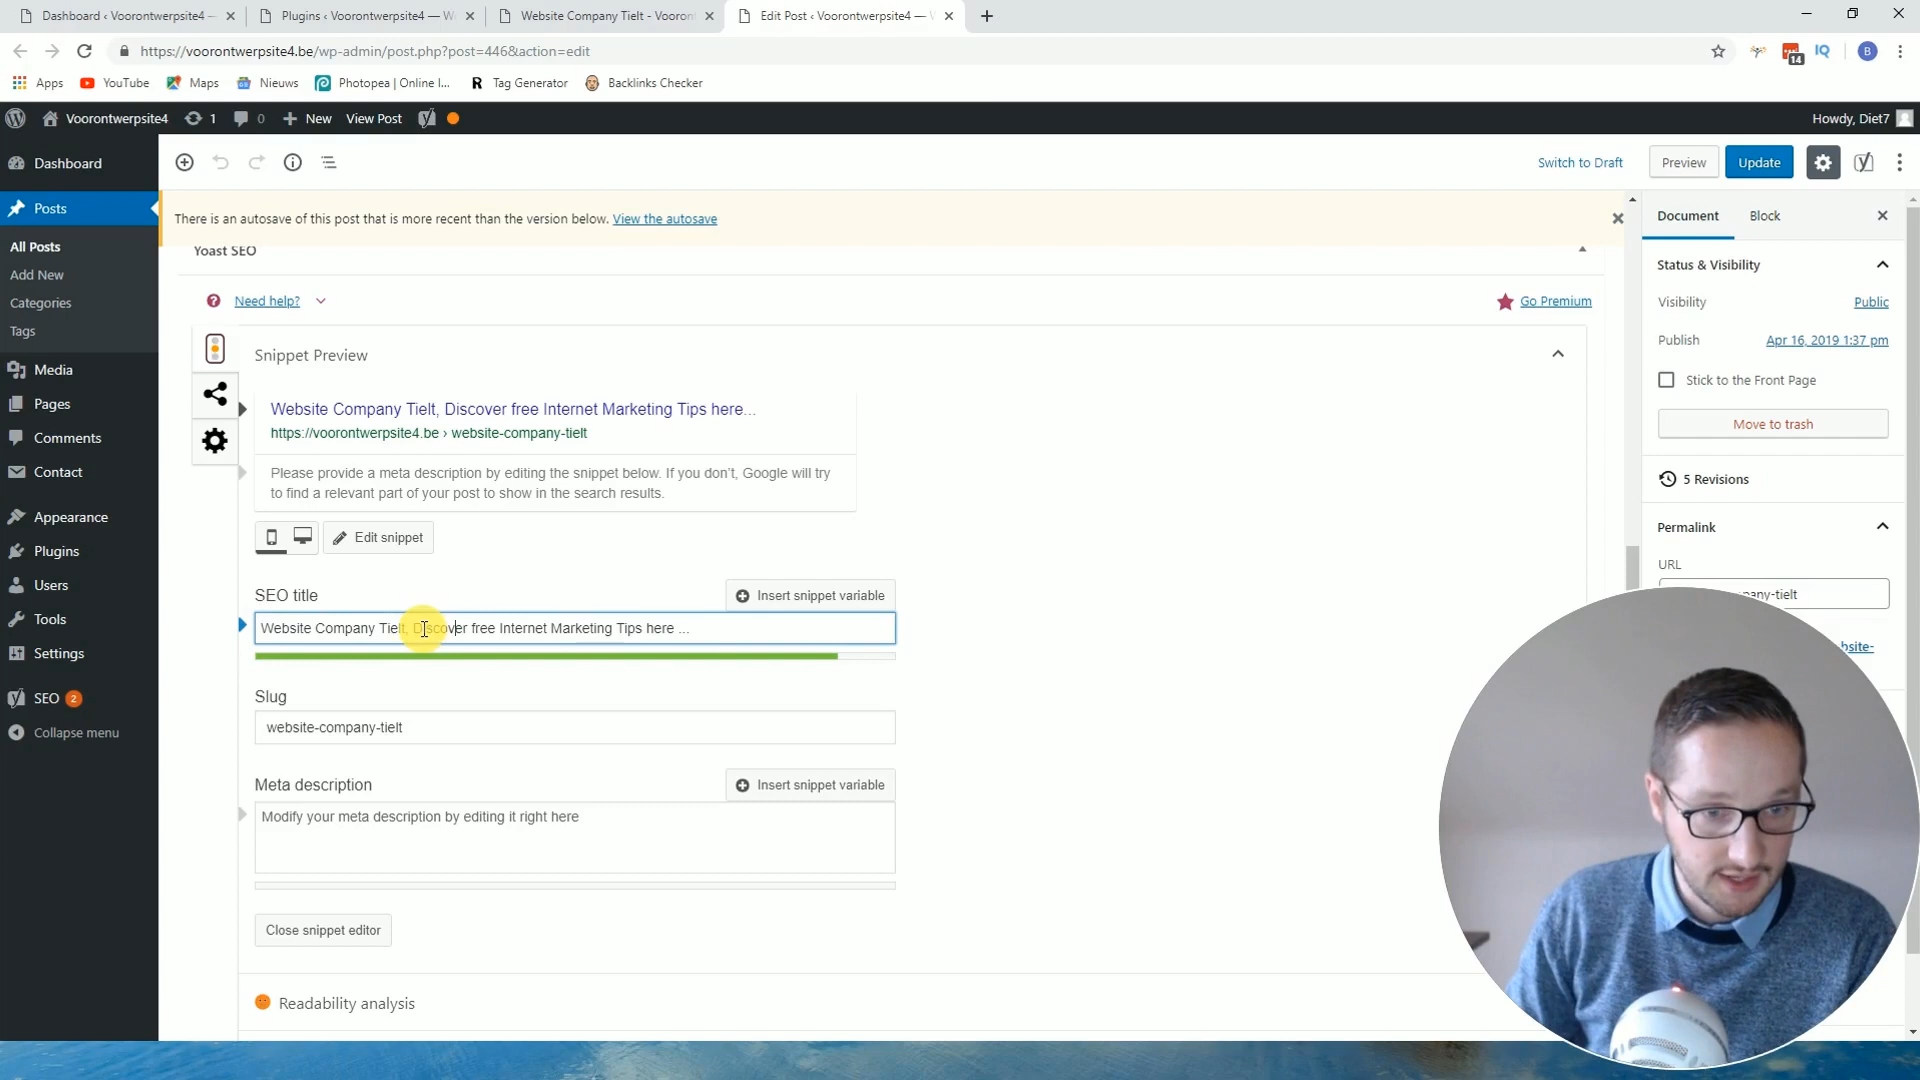 Dashboard ‹ Voorontwerpsite4 —
Plugins ‹ Voorontwerpsite4 — W
Website Company Tielt - Vooront
Edit Post ‹ Voorontwerpsite4 — W
https://voorontwerpsite4.be/wp-admin/post.php?post=446&action=edit
14
B
Apps
YouTube
Maps
Nieuws
Photopea | Online I...
R
Tag Generator
Backlinks Checker
Voorontwerpsite4
1
0
New
View Post
Howdy, Diet7
Dashboard
Posts
All Posts
Add New
Categories
Tags
Media
Pages
Comments
Contact
Appearance
Plugins
Users
Tools
Settings
SEO 2
Collapse menu
Switch to Draft
Preview
Update
There is an autosave of this post that is more recent than the version below. View the autosave
Yoast SEO
Need help?
Go Premium
Snippet Preview
Website Company Tielt, Discover free Internet Marketing Tips here...
https://voorontwerpsite4.be › website-company-tielt
Please provide a meta description by editing the snippet below. If you don't, Google will try
to find a relevant part of your post to show in the search results.
Edit snippet
SEO title
Insert snippet variable
Website Company Tielt, Discover free Internet Marketing Tips here ...
Slug
website-company-tielt
Meta description
Insert snippet variable
Modify your meta description by editing it right here
Close snippet editor
Readability analysis
Document
Block
Status & Visibility
Visibility
Public
Publish
Apr 16, 2019 1:37 pm
Stick to the Front Page
Move to trash
5 Revisions
Permalink
URL